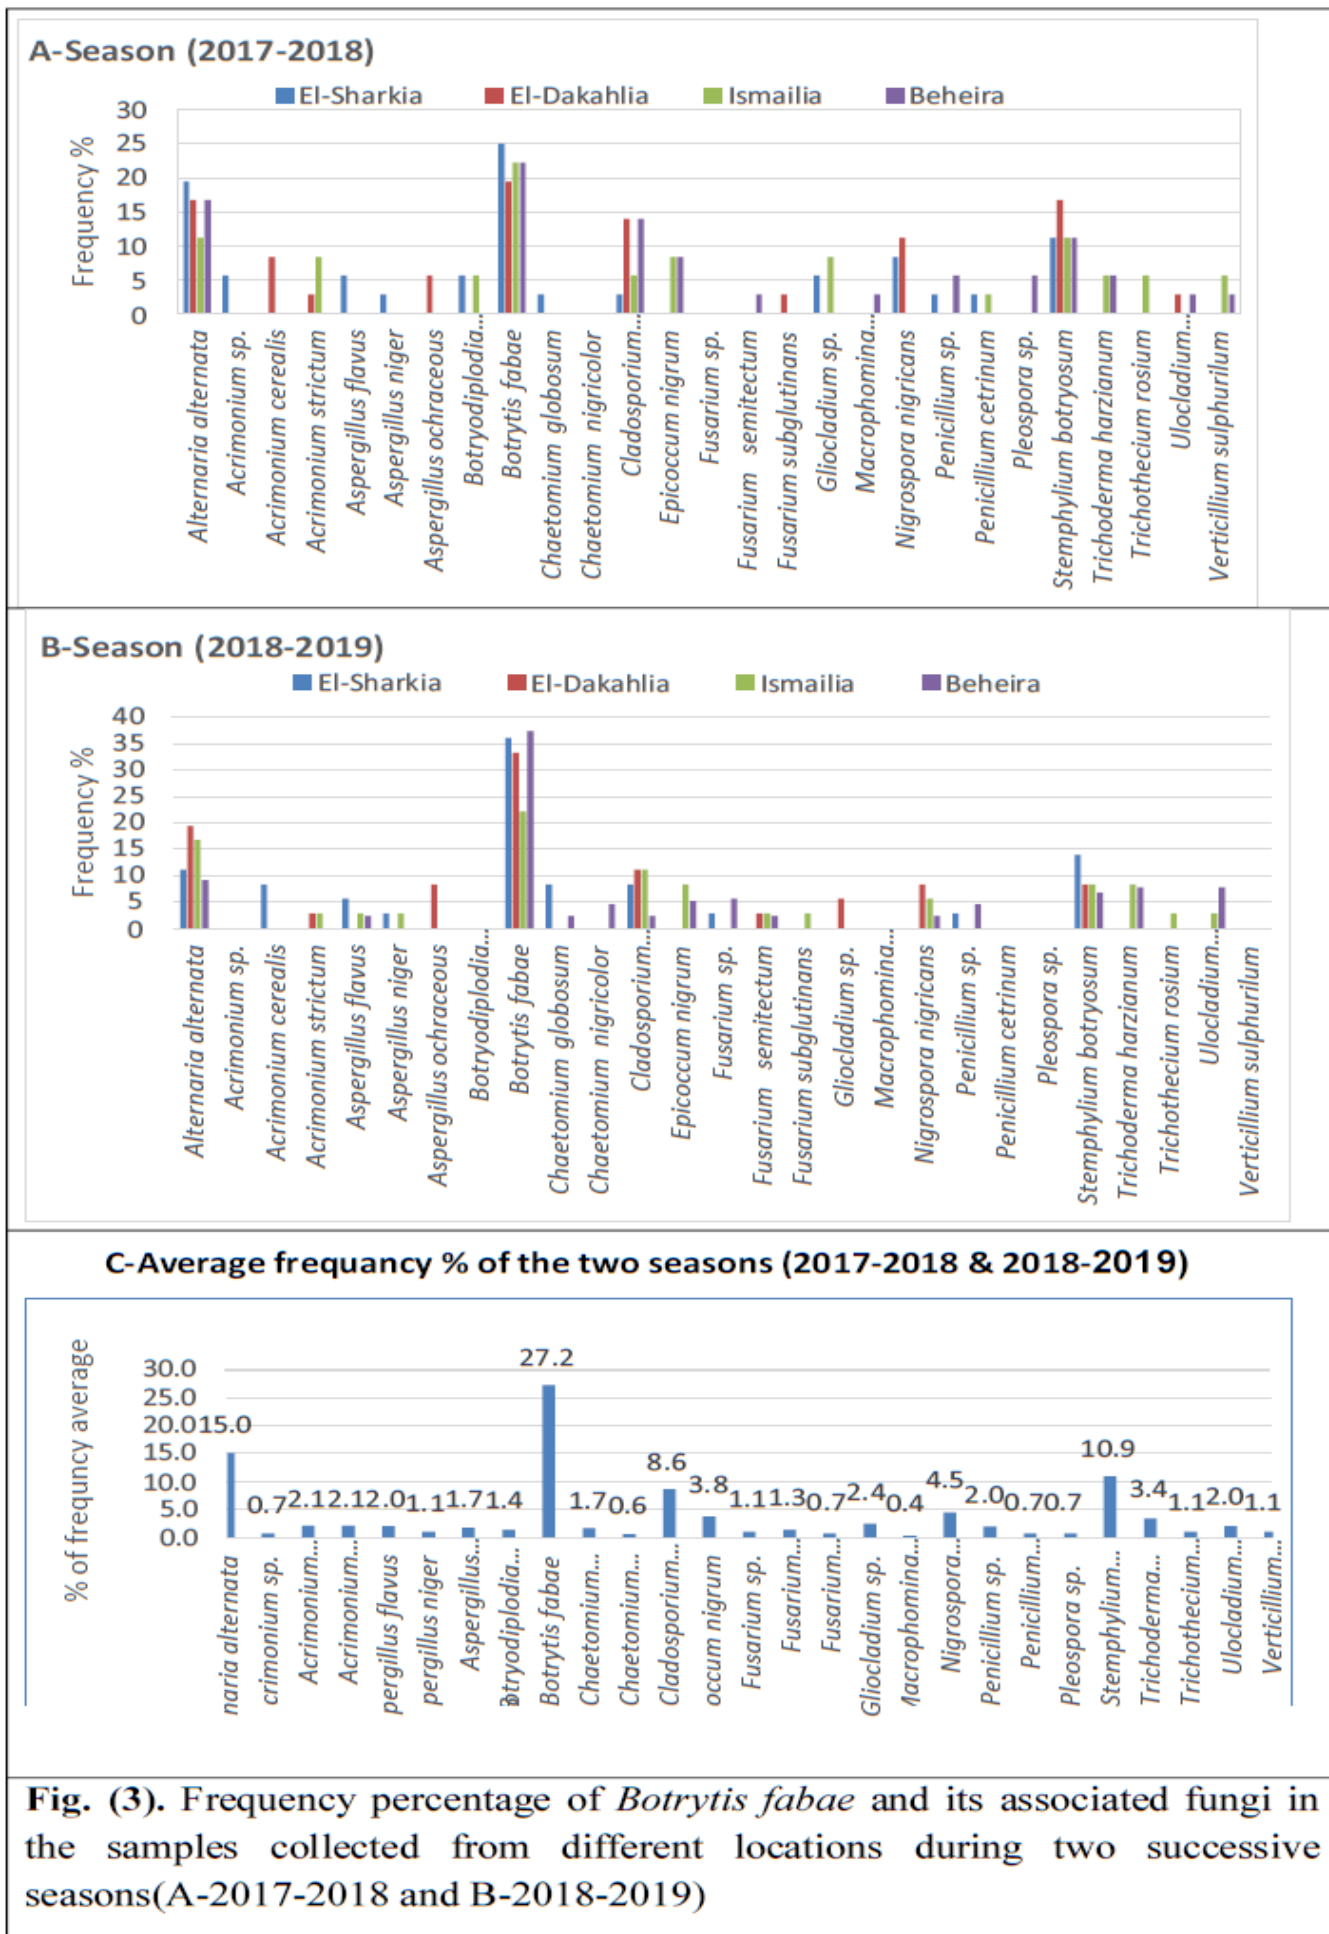 A-Season (2017-2018)
El-Sharkia El-Dakahlia Ismailia Beheira
Frequency %
30
25
20
15
10
5
0
Alternaria alternata
Acrimonium sp.
Acrimonium cerealis
Acrimonium strictum
Aspergillus flavus
Aspergillus niger
Aspergillus ochraceous
Botryodiplodia...
Botrytis fabae
Chaetomium globosum
Chaetomium nigricolor
Cladosporium...
Epicoccum nigrum
Fusarium sp.
Fusarium semitectum
Fusarium subglutinans
Gliocladium sp.
Macrophomina...
Nigrospora nigricans
Penicillium sp.
Penicillium cetrinum
Pleospora sp.
Stemphylium botryosum
Trichoderma harzianum
Trichothecium rosium
Ulocladium...
Verticillium sulphurilum
B-Season (2018-2019)
El-Sharkia El-Dakahlia Ismailia Beheira
Frequency %
40
35
30
25
20
15
10
5
0
Alternaria alternata
Acrimonium sp.
Acrimonium cerealis
Acrimonium strictum
Aspergillus flavus
Aspergillus niger
Aspergillus ochraceous
Botryodiplodia...
Botrytis fabae
Chaetomium globosum
Chaetomium nigricolor
Cladosporium...
Epicoccum nigrum
Fusarium sp.
Fusarium semitectum
Fusarium subglutinans
Gliocladium sp.
Macrophomina...
Nigrospora nigricans
Penicillium sp.
Penicillium cetrinum
Pleospora sp.
Stemphylium botryosum
Trichoderma harzianum
Trichothecium rosium
Ulocladium...
Verticillium sulphurilum
C-Average frequancy % of the two seasons (2017-2018 & 2018-2019)
% of frequncy average
30.0
25.0
20.0
15.0
10.0
5.0
0.0
15.0 0.7 2.1 2.1 2.0 1.1 1.7 1.4 27.2 1.7 0.6 8.6 3.8 1.1 1.3 0.7 2.4 0.4 4.5 2.0 0.7 0.7 10.9 3.4 1.1 2.0 1.1
naria alternata
crimonium sp.
Acrimonium...
Acrimonium...
pergillus flavus
pergillus niger
Aspergillus...
otryodiplodia...
Botrytis fabae
Chaetomium...
Chaetomium...
Cladosporium...
occum nigrum
Fusarium sp.
Fusarium...
Fusarium...
Gliocladium sp.
Macrophomina...
Nigrospora...
Penicillium sp.
Penicillium...
Pleospora sp.
Stemphylium...
Trichoderma...
Trichothecium...
Ulocladium...
Verticillium...
Fig. (3). Frequency percentage of Botrytis fabae and its associated fungi in
the samples collected from different locations during two successive
seasons(A-2017-2018 and B-2018-2019)